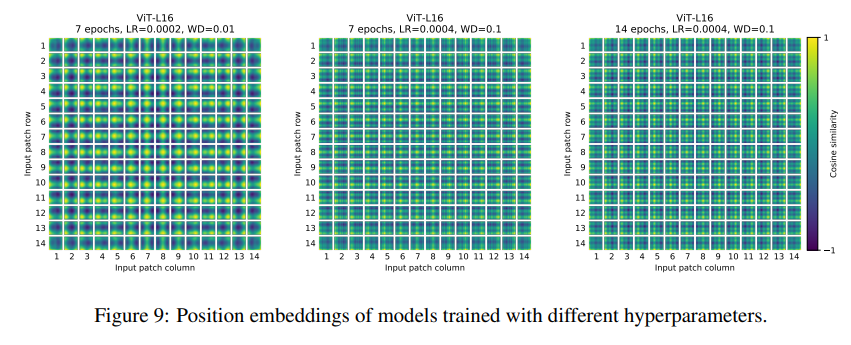 ViT-L16
7 epochs, LR=0.0002, WD=0.01
ViT-L16
7 epochs, LR=0.0004, WD=0.1
ViT-L16
14 epochs, LR=0.0004, WD=0.1
Input patch row
1
2
3
4
5
6
7
8
9
10
11
12
13
14
1 2 3 4 5 6 7 8 9 10 11 12 13 14
Input patch column
Input patch row
1
2
3
4
5
6
7
8
9
10
11
12
13
14
1 2 3 4 5 6 7 8 9 10 11 12 13 14
Input patch column
Input patch row
1
2
3
4
5
6
7
8
9
10
11
12
13
14
1 2 3 4 5 6 7 8 9 10 11 12 13 14
Input patch column
1
Cosine similarity
−1
Figure 9: Position embeddings of models trained with different hyperparameters.